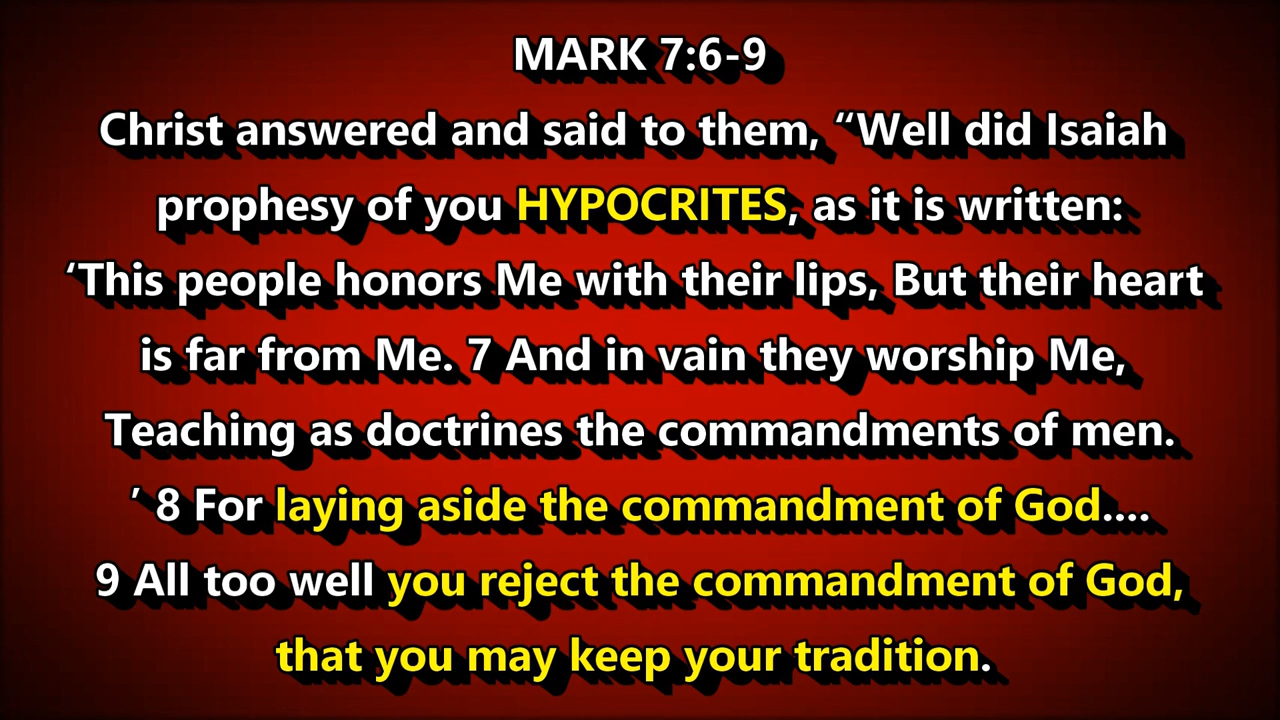 MARK 7:6-9
Christ answered and said to them, “Well did Isaiah
prophesy of you HYPOCRITES, as it is written:
‘This people honors Me with their lips, But their heart
is far from Me. 7 And in vain they worship Me,
Teaching as doctrines the commandments of men.
’ 8 For laying aside the commandment of God....
9 All too well you reject the commandment of God,
that you may keep your tradition.